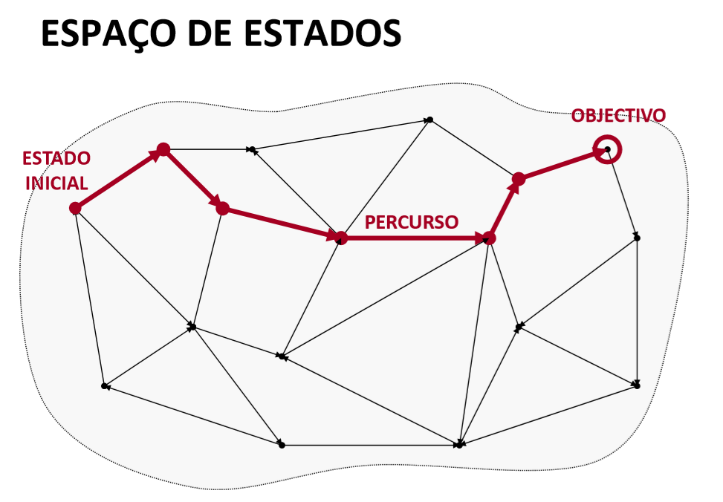 ESPAÇO DE ESTADOS
OBJECTIVO
ESTADO
INICIAL
PERCURSO